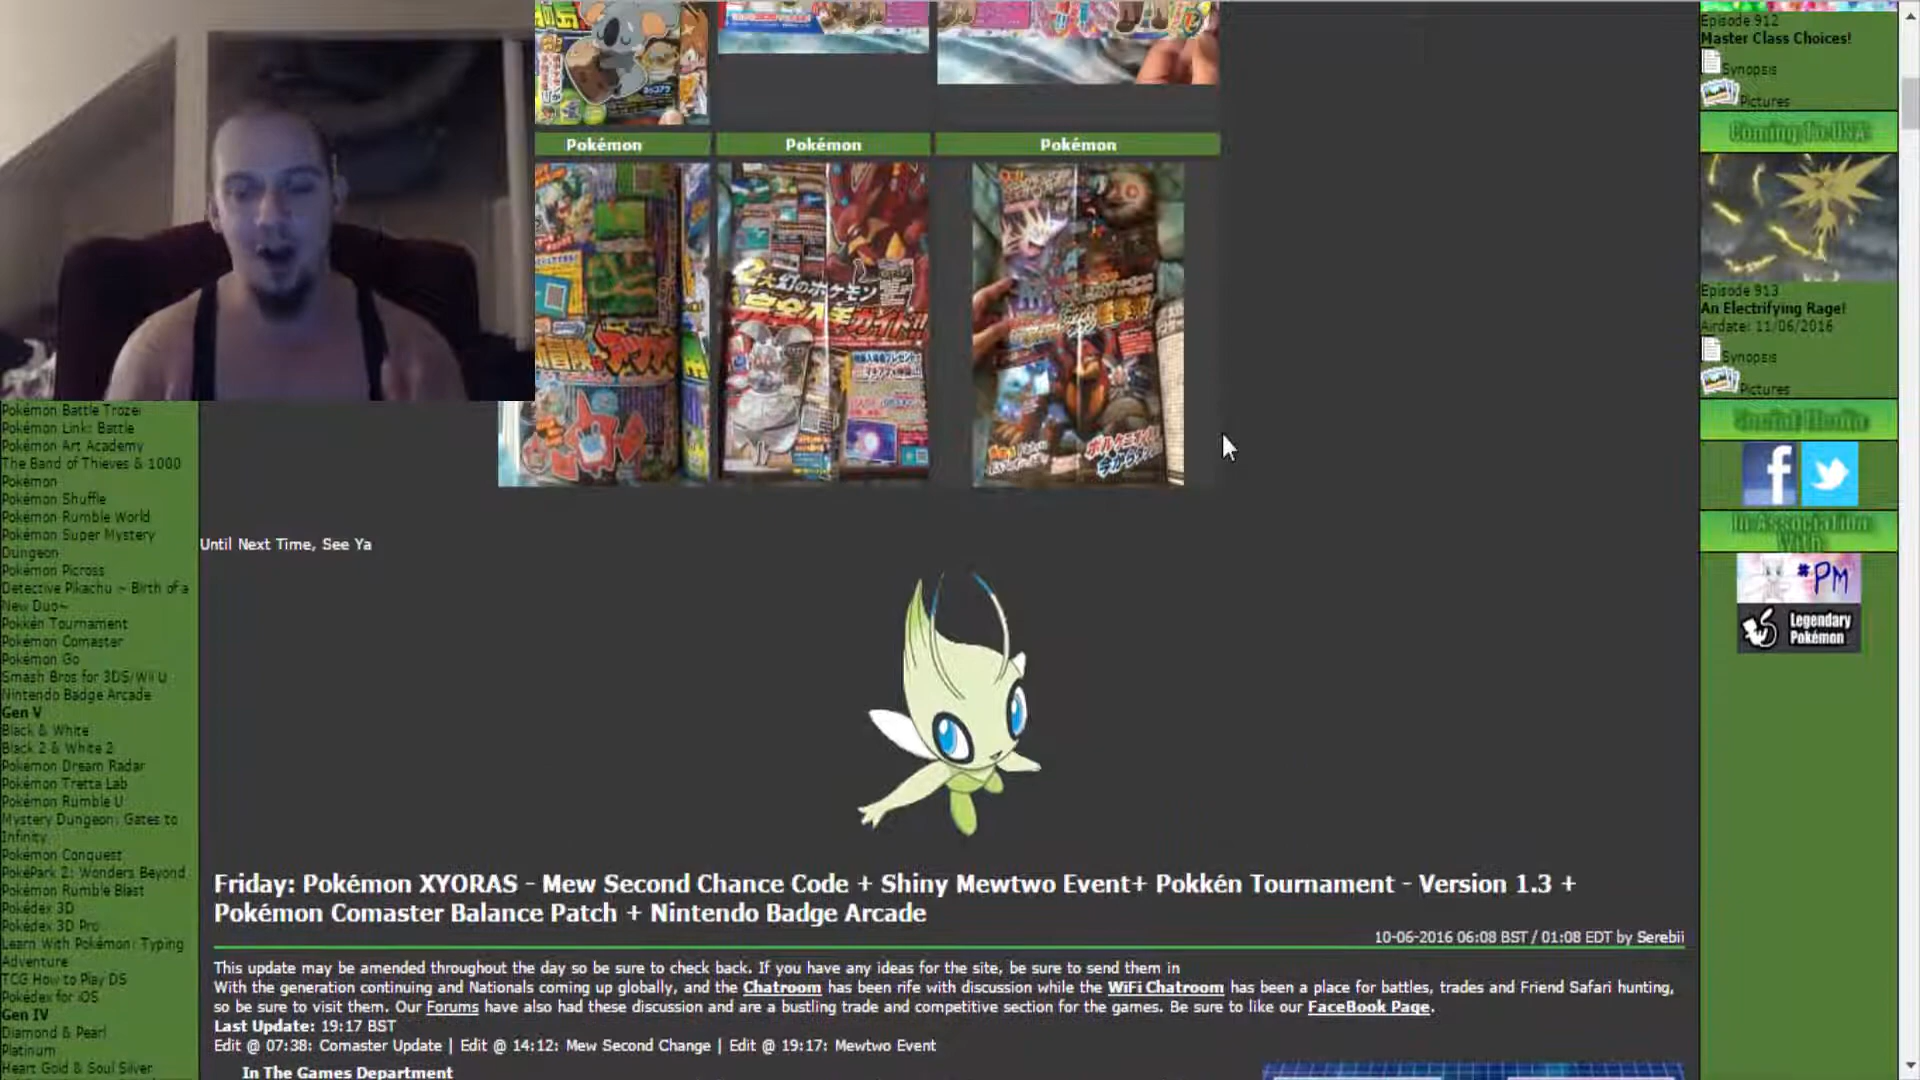 Pokémon
Pokémon
Pokémon
大幻のポケモン
Until Next Time, See Ya
Friday: Pokémon XYORAS - Mew Second Chance Code + Shiny Mewtwo Event+ Pokkén Tournament - Version 1.3 +
Pokémon Comaster Balance Patch + Nintendo Badge Arcade
10-06-2016 06:08 BST / 01:08 EDT by Serebii
This update may be amended throughout the day so be sure to check back. If you have any ideas for the site, be sure to send them in
With the generation continuing and Nationals coming up globally, and the Chatroom has been rife with discussion while the WiFi Chatroom has been a place for battles, trades and Friend Safari hunting,
so be sure to visit them. Our Forums have also had these discussion and are a bustling trade and competitive section for the games. Be sure to like our FaceBook Page.
Last Update: 19:17 BST
Edit @ 07:38: Comaster Update | Edit @ 14:12: Mew Second Change | Edit @ 19:17: Mewtwo Event
In The Games Department
Pokémon Battle Trozei
Pokémon Link: Battle
Pokémon Art Academy
The Band of Thieves & 1000
Pokémon
Pokémon Shuffle
Pokémon Rumble World
Pokémon Super Mystery
Dungeon
Pokémon Picross
Detective Pikachu ~ Birth of a
New Duo~
Pokkén Tournament
Pokémon Comaster
Pokémon Go
Smash Bros for 3DS/Wii U
Nintendo Badge Arcade
Gen V
Black & White
Black 2 & White 2
Pokémon Dream Radar
Pokémon Tretta Lab
Pokémon Rumble U
Mystery Dungeon: Gates to
Infinity
Pokémon Conquest
PokéPark 2: Wonders Beyond
Pokémon Rumble Blast
Pokédex 3D
Pokédex 3D Pro
Learn With Pokémon: Typing
Adventure
TCG How to Play DS
Pokédex for iOS
Gen IV
Diamond & Pearl
Platinum
Heart Gold & Soul Silver
Episode 912
Master Class Choices!
Synopsis
Pictures
Coming To USA
Episode 913
An Electrifying Rage!
Airdate: 11/06/2016
Synopsis
Pictures
Social Media
In Association
With
#PM
Legendary
Pokémon